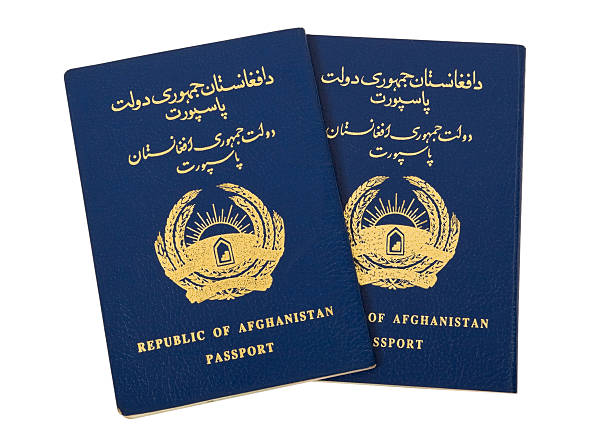 دافغانستان جمهوری دولت
پاسپورت
دولت جمهوری افغانستان
پاسپورت
REPUBLIC OF AFGHANISTAN
PASSPORT
دافغانستان جمهوری دولت
پاسپورت
دولت جمهوری افغانستان
پاسپورت
OF AFGHANISTAN
SSPORT